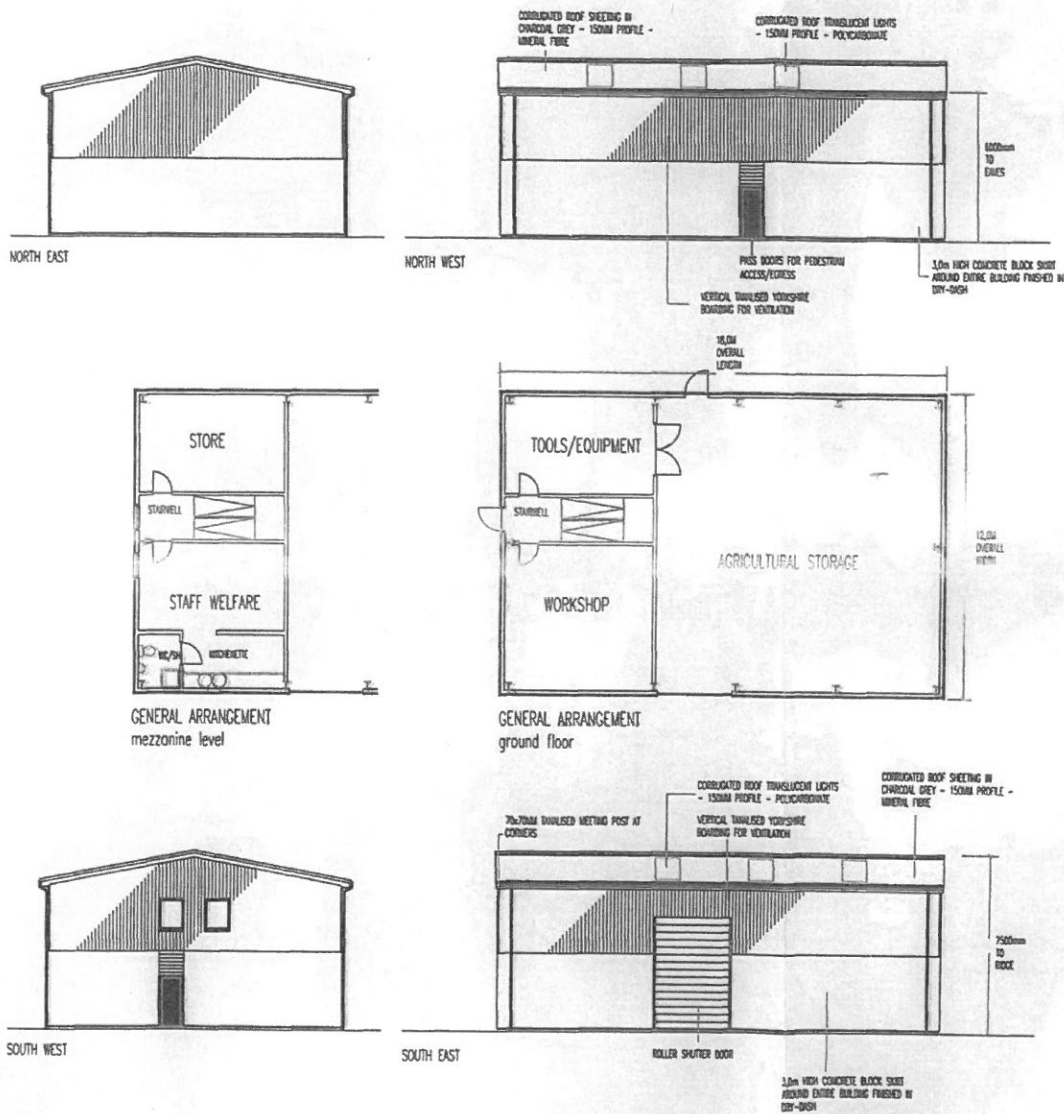 CORRUGATED ROOF SHEETING IN
CHARCOAL GREY - 150MM PROFILE -
MINERAL FIBRE
CORRUGATED ROOF TRANSLUCENT LIGHTS
- 150MM PROFILE - POLYCARBONATE
6000mm
TO
EAVES
NORTH EAST
NORTH WEST
PASS DOORS FOR PEDESTRIAN
ACCESS/EGRESS
3,0m HIGH CONCRETE BLOCK SKIRT
AROUND ENTIRE BUILDING FINISHED IN
DRY-DASH
VERTICAL TANALISED YORKSHIRE
BOARDING FOR VENTILATION
18,0M
OVERALL
LENGTH
STORE
STAIRWELL
STAFF WELFARE
WC/SH
KITCHENETTE
GENERAL ARRANGEMENT
mezzanine level
TOOLS/EQUIPMENT
STAIRWELL
WORKSHOP
AGRICULTURAL STORAGE
12,0M
OVERALL
WIDTH
GENERAL ARRANGEMENT
ground floor
CORRUGATED ROOF TRANSLUCENT LIGHTS
- 150MM PROFILE - POLYCARBONATE
CORRUGATED ROOF SHEETING IN
CHARCOAL GREY - 150MM PROFILE -
MINERAL FIBRE
70x70MM TANALISED MEETING POST AT
CORNERS
VERTICAL TANALISED YORKSHIRE
BOARDING FOR VENTILATION
7500mm
TO
RIDGE
SOUTH WEST
SOUTH EAST
ROLLER SHUTTER DOOR
3,0m HIGH CONCRETE BLOCK SKIRT
AROUND ENTIRE BUILDING FINISHED IN
DRY-DASH